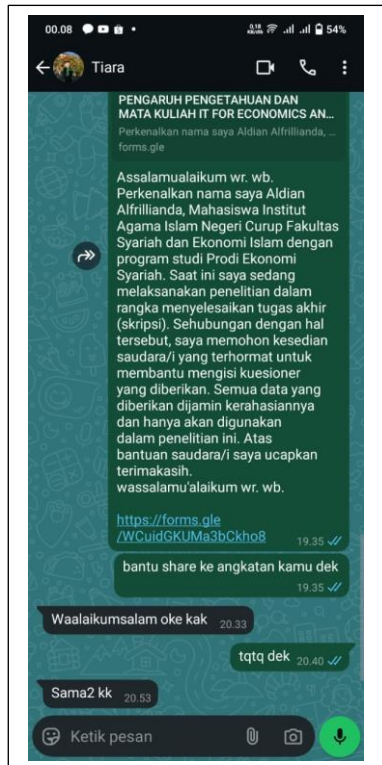 00.08
0,18 KB/det 54%
Tiara
PENGARUH PENGETAHUAN DAN
MATA KULIAH IT FOR ECONOMICS AN...
Perkenalkan nama saya Aldian Alfrillianda, ...
forms.gle
Assalamualaikum wr. wb.
Perkenalkan nama saya Aldian
Alfrillianda, Mahasiswa Institut
Agama Islam Negeri Curup Fakultas
Syariah dan Ekonomi Islam dengan
program studi Prodi Ekonomi
Syariah. Saat ini saya sedang
melaksanakan penelitian dalam
rangka menyelesaikan tugas akhir
(skripsi). Sehubungan dengan hal
tersebut, saya memohon kesedian
saudara/i yang terhormat untuk
membantu mengisi kuesioner
yang diberikan. Semua data yang
diberikan dijamin kerahasiannya
dan hanya akan digunakan
dalam penelitian ini. Atas
bantuan saudara/i saya ucapkan
terimakasih.
wassalamu'alaikum wr. wb.
https://forms.gle
/WCuidGKUMa3bCkho8 19.35
bantu share ke angkatan kamu dek
19.35
Waalaikumsalam oke kak 20.33
tqtq dek 20.40
Sama2 kk 20.53
Ketik pesan